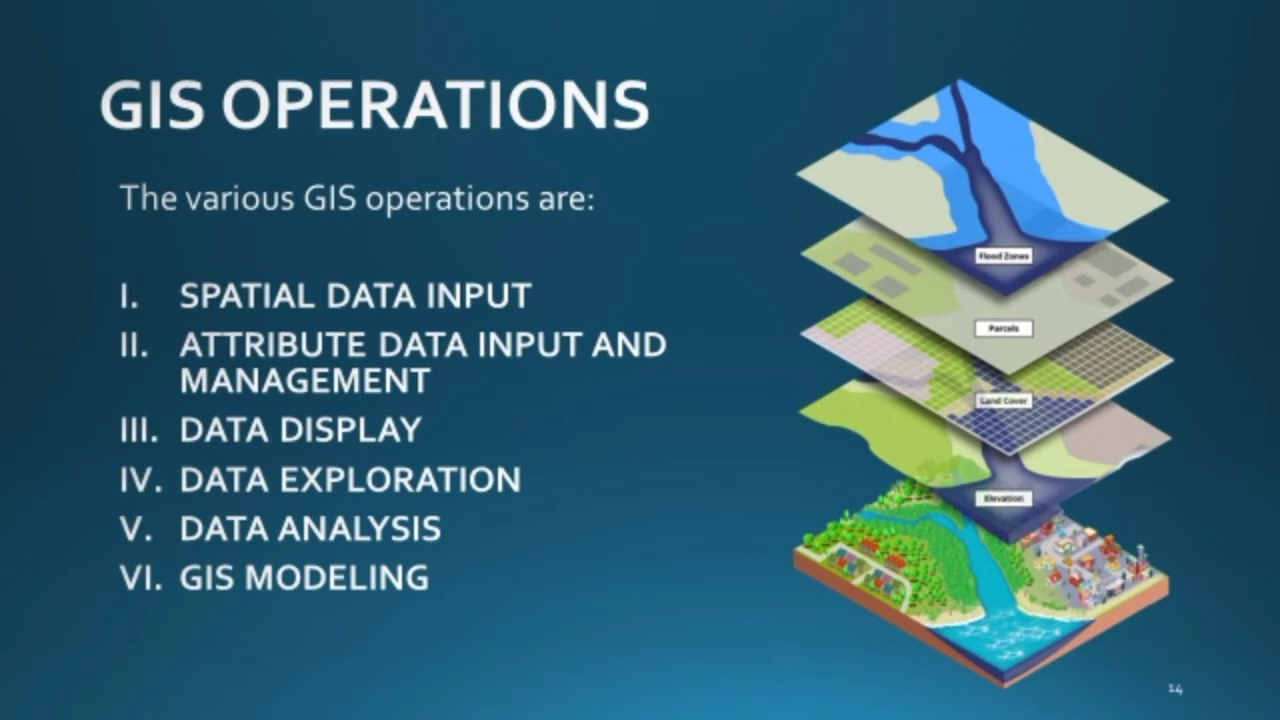 GIS OPERATIONS
The various GIS operations are:
I. SPATIAL DATA INPUT
II. ATTRIBUTE DATA INPUT AND
MANAGEMENT
III. DATA DISPLAY
IV. DATA EXPLORATION
V. DATA ANALYSIS
VI. GIS MODELING
Flood Zones
Parcels
Land Cover
Elevation
14